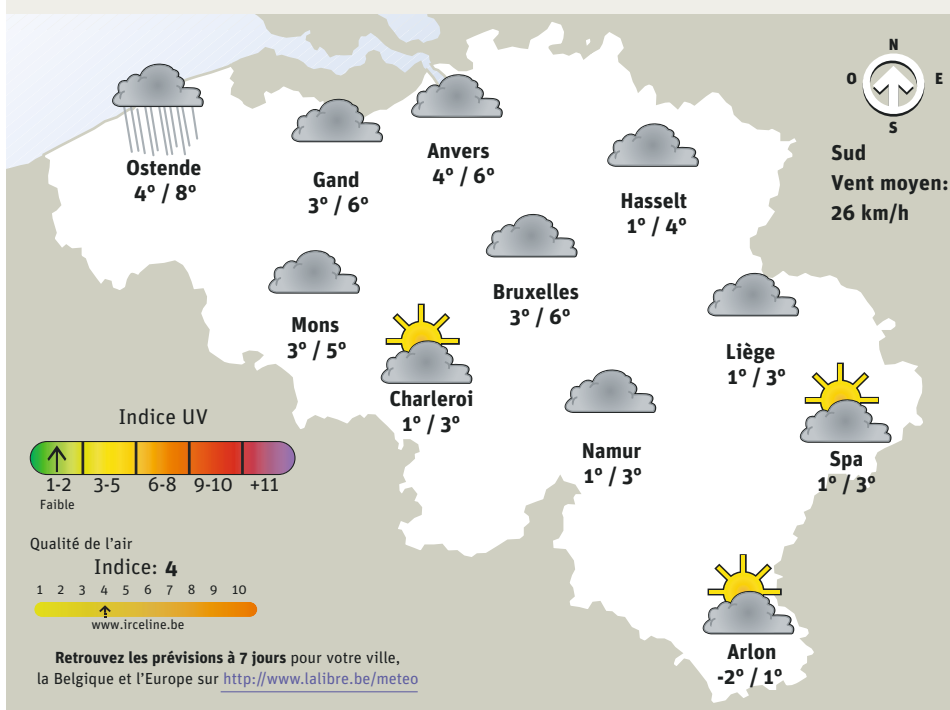 N
O E
S
Sud
Vent moyen:
26 km/h
Ostende
4° / 8°
Gand
3° / 6°
Anvers
4° / 6°
Hasselt
1° / 4°
Bruxelles
3° / 6°
Mons
3° / 5°
Charleroi
1° / 3°
Liège
1° / 3°
Namur
1° / 3°
Spa
1° / 3°
Arlon
-2° / 1°
Indice UV
1-2 3-5 6-8 9-10 +11
Faible
Qualité de l'air
Indice: 4
1 2 3 4 5 6 7 8 9 10
www.irceline.be
Retrouvez les prévisions à 7 jours pour votre ville,
la Belgique et l'Europe sur http://www.lalibre.be/meteo